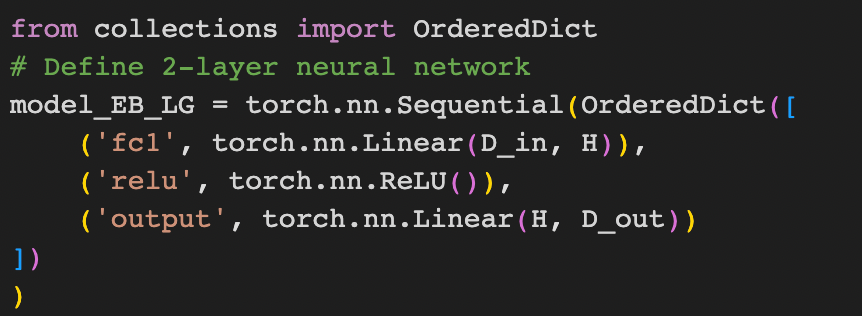 from collections import OrderedDict
# Define 2-layer neural network
model_EB_LG = torch.nn.Sequential(OrderedDict([
    ('fc1', torch.nn.Linear(D_in, H)),
    ('relu', torch.nn.ReLU()),
    ('output', torch.nn.Linear(H, D_out))
])
)